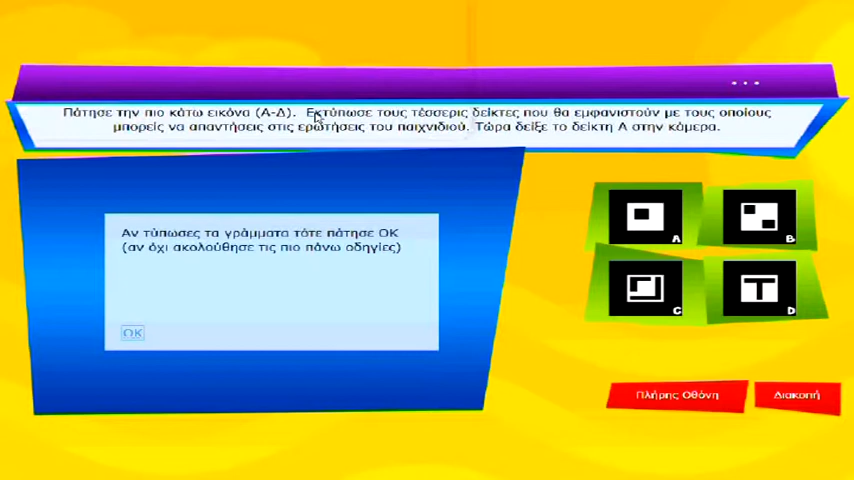 ...
Πάτησε την πιο κάτω εικόνα (Α-Δ). Εκτύπωσε τους τέσσερις δείκτες που θα εμφανιστούν με τους οποίους
μπορείς να απαντήσεις στις ερωτήσεις του παιχνιδιού. Τώρα δείξε το δείκτη Α στην κάμερα.
Αν τύπωσες τα γράμματα τότε πάτησε ΟΚ
(αν όχι ακολούθησε τις πιο πάνω οδηγίες)
OK
A
B
C
D
Πλήρης Οθόνη
Διακοπή